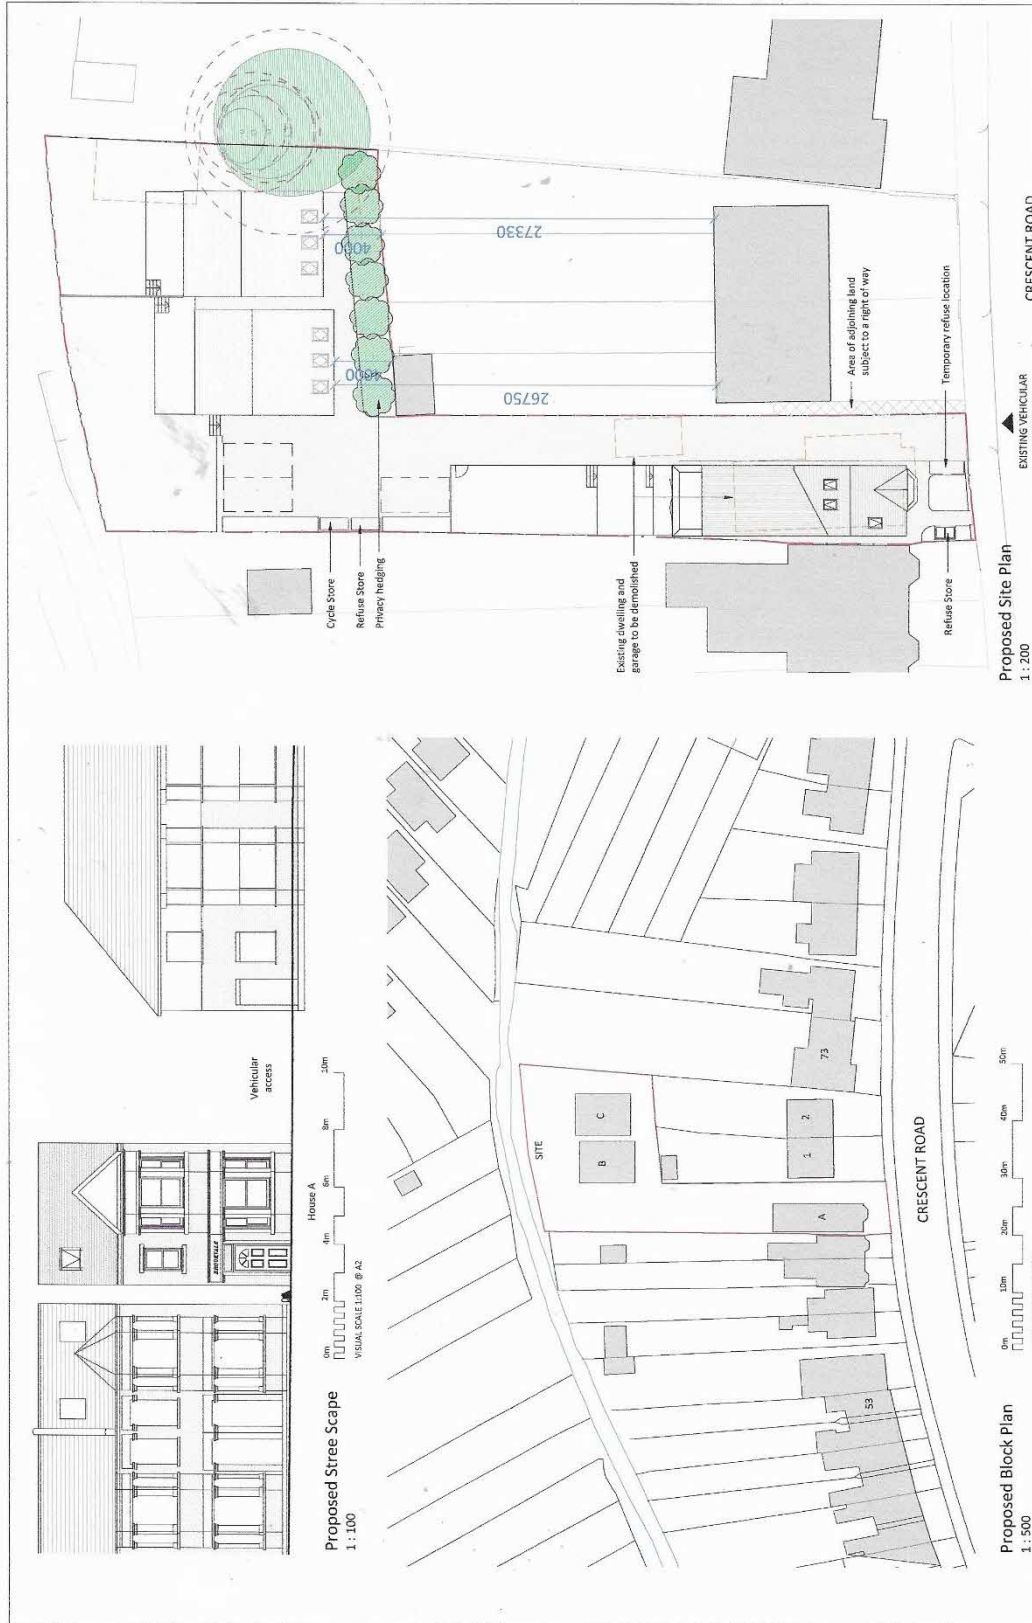 Vehicular
access
BROOKVALE
House A
0m
2m
4m
6m
8m
10m
VISUAL SCALE 1:100 @ A2
Proposed Stree Scape
1 : 100
SITE
B
C
A
1
2
73
53
CRESCENT ROAD
0m
10m
20m
30m
40m
50m
Proposed Block Plan
1 : 500
4000
4000
27330
26750
Cycle Store
Refuse Store
Privacy hedging
Existing dwelling and
garage to be demolished
Area of adjoining land
subject to a right of way
Temporary refuse location
Refuse Store
EXISTING VEHICULAR
CRESCENT ROAD
Proposed Site Plan
1 : 200